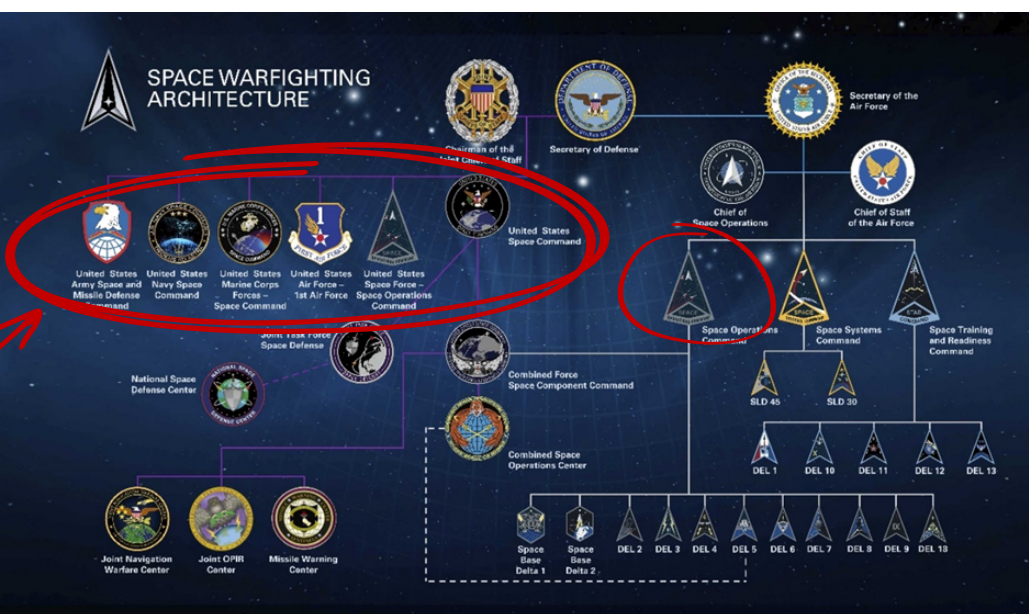 SPACE WARFIGHTING
ARCHITECTURE
Chairman of the
Joint Chiefs of Staff
Secretary of Defense
Secretary of the
Air Force
Chief of
Space Operations
Chief of Staff
of the Air Force
United States
Army Space and
Missile Defense
Command
United States
Navy Space
Command
United States
Marine Corps
Forces –
Space Command
United States
Air Force –
1st Air Force
United States
Space Force –
Space Operations
Command
United States
Space Command
Space Operations
Command
Space Systems
Command
Space Training
and Readiness
Command
Joint Task Force
Space Defense
National Space
Defense Center
Combined Force
Space Component Command
Combined Space
Operations Center
SLD 45
SLD 30
DEL 1
DEL 10
DEL 11
DEL 12
DEL 13
Joint Navigation
Warfare Center
Joint OPIR
Center
Missile Warning
Center
Space
Base
Delta 1
Space
Base
Delta 2
DEL 2
DEL 3
DEL 4
DEL 5
DEL 6
DEL 7
DEL 8
DEL 9
DEL 18